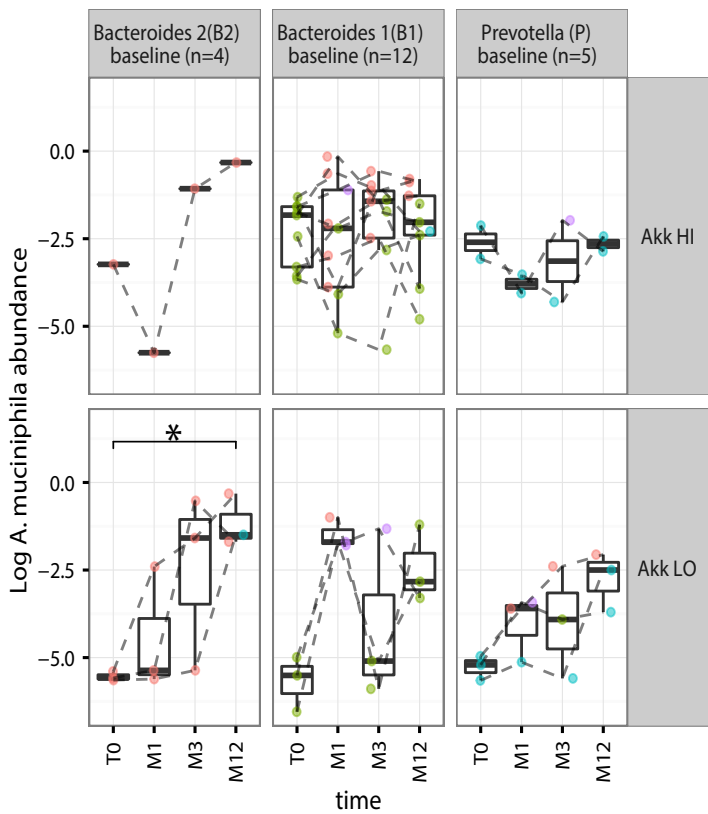 Bacteroides 2(B2)
baseline (n=4)
Bacteroides 1(B1)
baseline (n=12)
Prevotella (P)
baseline (n=5)
Log A. muciniphila abundance
0.0
−2.5
−5.0
Akk HI
*
0.0
−2.5
−5.0
Akk LO
T0
M1
M3
M12
T0
M1
M3
M12
T0
M1
M3
M12
time